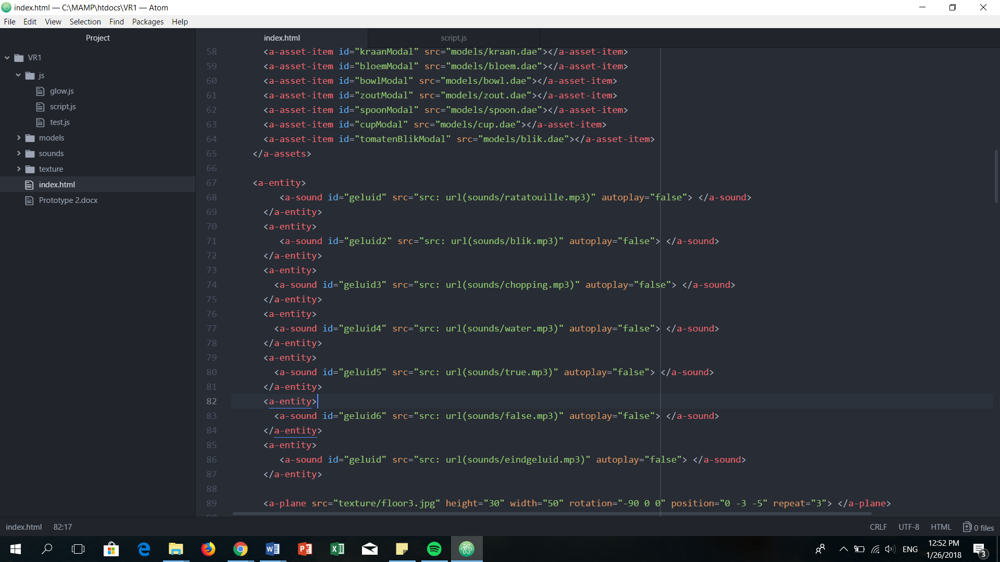 index.html — C:\MAMP\htdocs\VR1 — Atom
File Edit View Selection Find Packages Help
Project
VR1
js
glow.js
script.js
test.js
models
sounds
texture
index.html
Prototype 2.docx
index.html script.js
58 <a-asset-item id="kraanModal" src="models/kraan.dae"></a-asset-item>
59 <a-asset-item id="bloemModal" src="models/bloem.dae"></a-asset-item>
60 <a-asset-item id="bowlModal" src="models/bowl.dae"></a-asset-item>
61 <a-asset-item id="zoutModal" src="models/zout.dae"></a-asset-item>
62 <a-asset-item id="spoonModal" src="models/spoon.dae"></a-asset-item>
63 <a-asset-item id="cupModal" src="models/cup.dae"></a-asset-item>
64 <a-asset-item id="tomatenBlikModal" src="models/blik.dae"></a-asset-item>
65 </a-assets>
66
67 <a-entity>
68 <a-sound id="geluid" src="src: url(sounds/ratatouille.mp3)" autoplay="false"> </a-sound>
69 </a-entity>
70 <a-entity>
71 <a-sound id="geluid2" src="src: url(sounds/blik.mp3)" autoplay="false"> </a-sound>
72 </a-entity>
73 <a-entity>
74 <a-sound id="geluid3" src="src: url(sounds/chopping.mp3)" autoplay="false"> </a-sound>
75 </a-entity>
76 <a-entity>
77 <a-sound id="geluid4" src="src: url(sounds/water.mp3)" autoplay="false"> </a-sound>
78 </a-entity>
79 <a-entity>
80 <a-sound id="geluid5" src="src: url(sounds/true.mp3)" autoplay="false"> </a-sound>
81 </a-entity>
82 <a-entity>
83 <a-sound id="geluid6" src="src: url(sounds/false.mp3)" autoplay="false"> </a-sound>
84 </a-entity>
85 <a-entity>
86 <a-sound id="geluid" src="src: url(sounds/eindgeluid.mp3)" autoplay="false"> </a-sound>
87 </a-entity>
88
89 <a-plane src="texture/floor3.jpg" height="30" width="50" rotation="-90 0 0" position="0 -3 -5" repeat="3"> </a-plane>
index.html 82:17 CRLF UTF-8 HTML 0 files
ENG 12:52 PM
1/26/2018
3